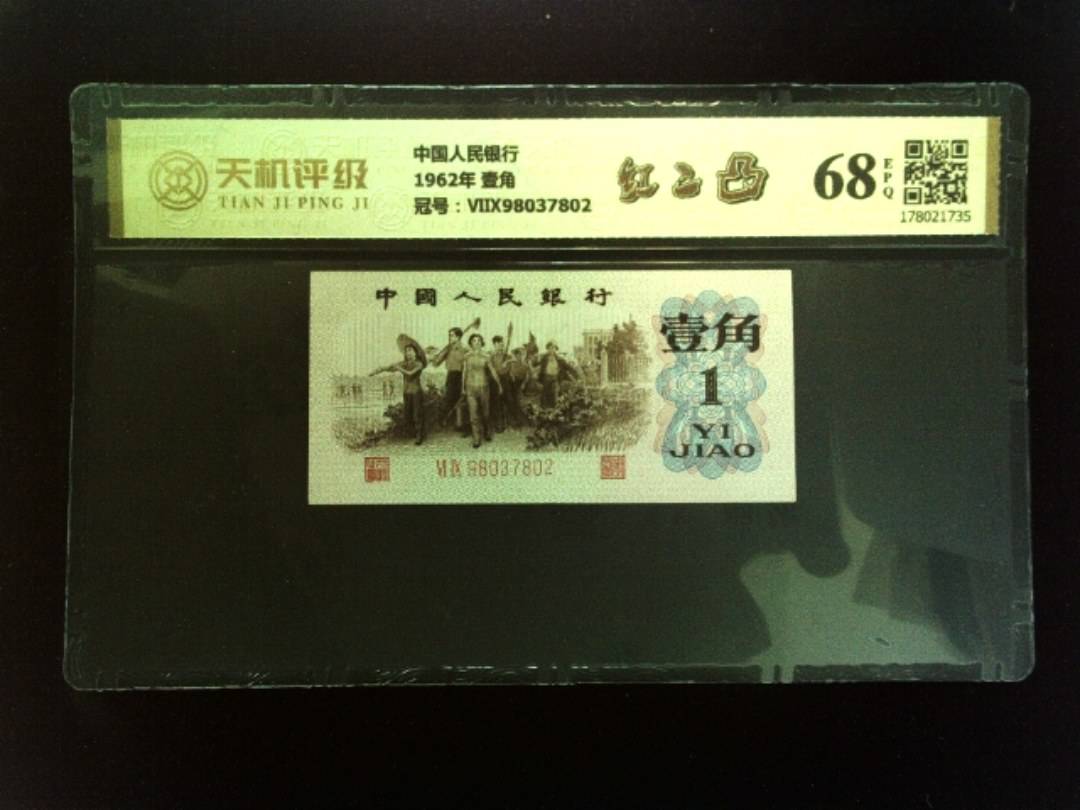 天机评级
TIAN JI PING JI
中国人民银行
1962年 壹角
冠号：VIIX98037802
红二凸
68
EPQ
178021735
中國人民銀行
壹角
1
YI
JIAO
VIIX 98037802